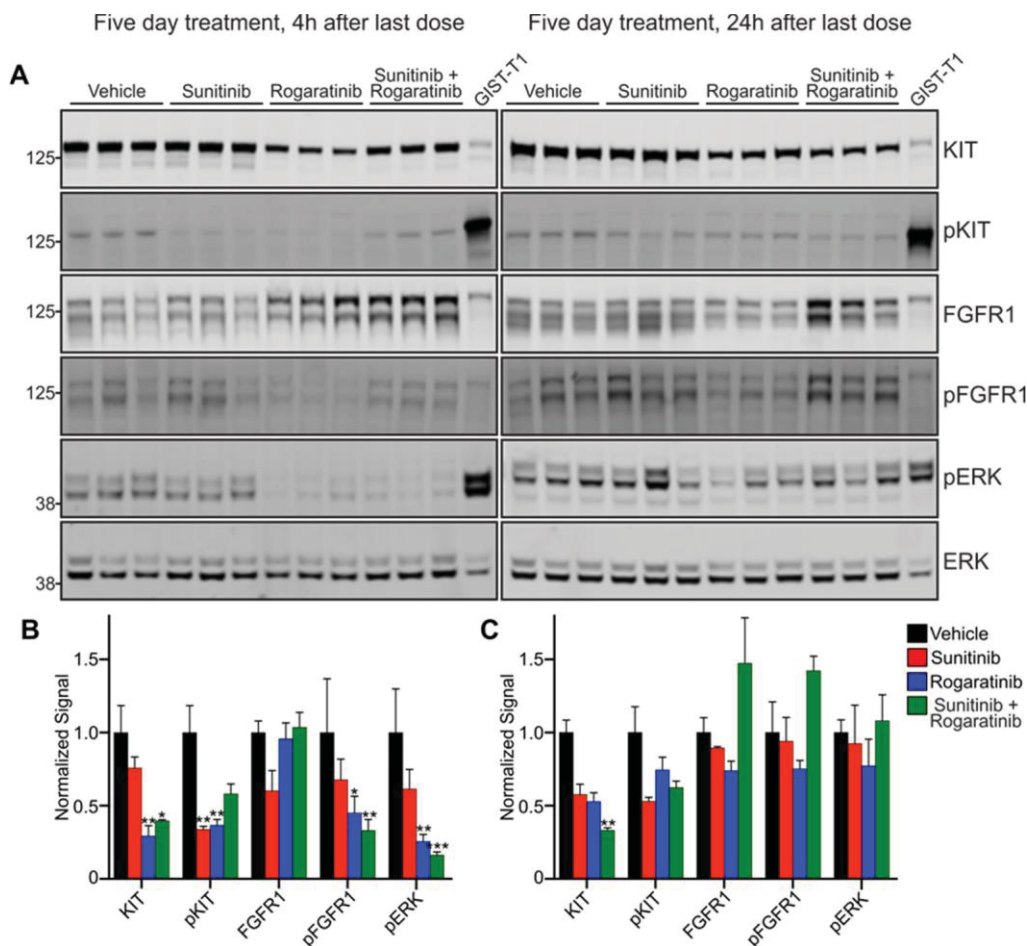 Five day treatment, 4h after last dose
Five day treatment, 24h after last dose
A
Vehicle
Sunitinib
Rogaratinib
Sunitinib +
Rogaratinib
GIST-T1
Vehicle
Sunitinib
Rogaratinib
Sunitinib +
Rogaratinib
GIST-T1
125
KIT
125
pKIT
125
FGFR1
125
pFGFR1
38
pERK
38
ERK
B
Normalized Signal
1.5
1.0
0.5
0
** * ** ** * ** ** ***
KIT
pKIT
FGFR1
pFGFR1
pERK
C
Normalized Signal
1.5
1.0
0.5
0
**
KIT
pKIT
FGFR1
pFGFR1
pERK
Vehicle
Sunitinib
Rogaratinib
Sunitinib +
Rogaratinib